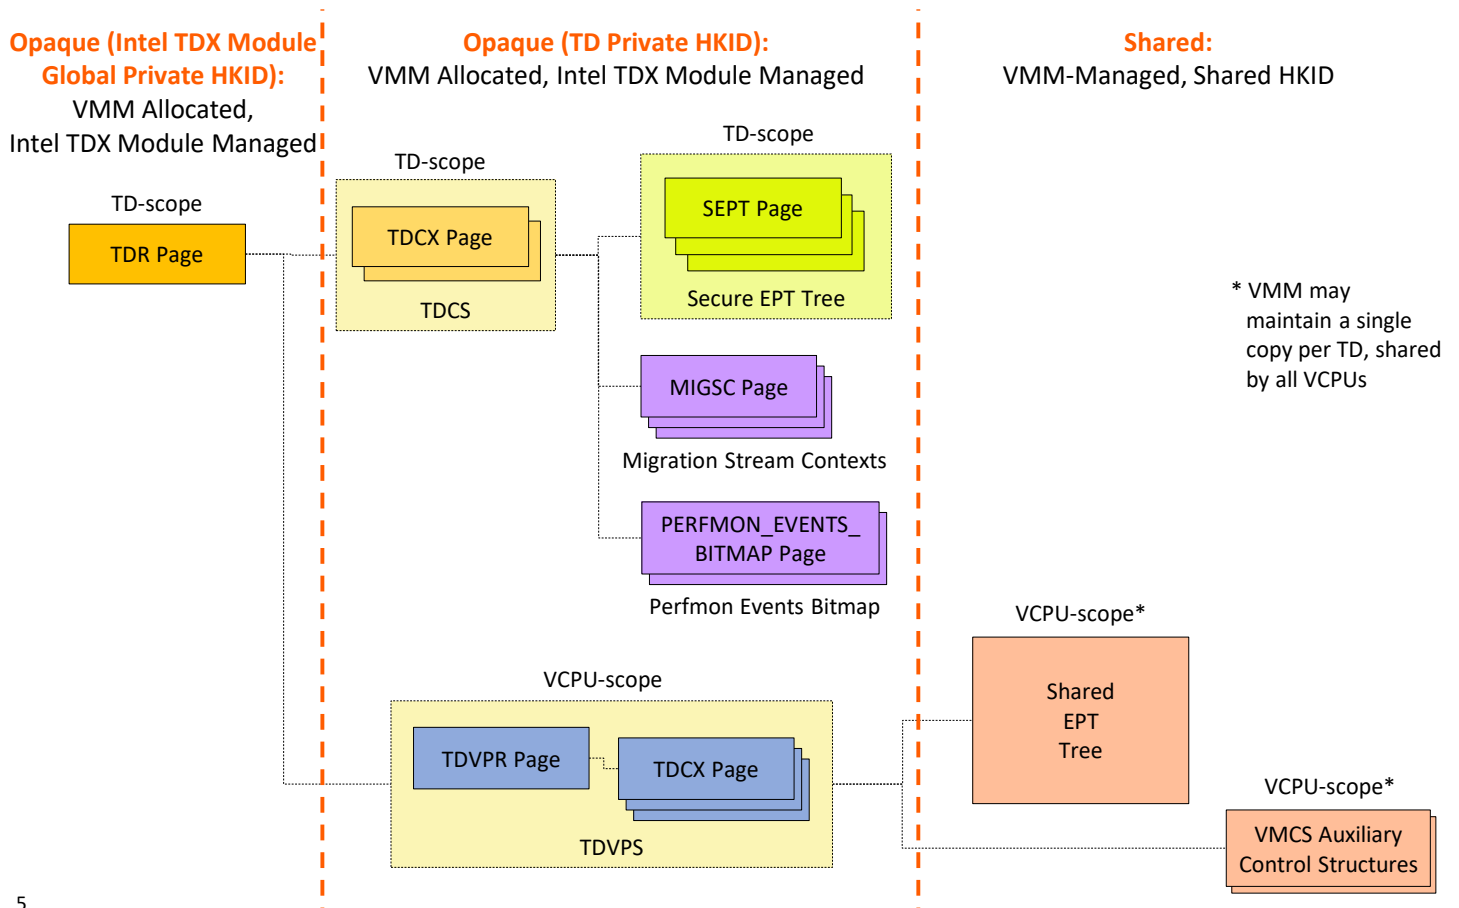 Opaque (Intel TDX Module
Global Private HKID):
VMM Allocated,
Intel TDX Module Managed
Opaque (TD Private HKID):
VMM Allocated, Intel TDX Module Managed
Shared:
VMM-Managed, Shared HKID
TD-scope
TDR Page
TD-scope
TDCX Page
TDCS
TD-scope
SEPT Page
Secure EPT Tree
MIGSC Page
Migration Stream Contexts
PERFMON_EVENTS_
BITMAP Page
Perfmon Events Bitmap
* VMM may
maintain a single
copy per TD, shared
by all VCPUs
VCPU-scope
TDVPR Page
TDCX Page
TDVPS
VCPU-scope*
Shared
EPT
Tree
VCPU-scope*
VMCS Auxiliary
Control Structures
5